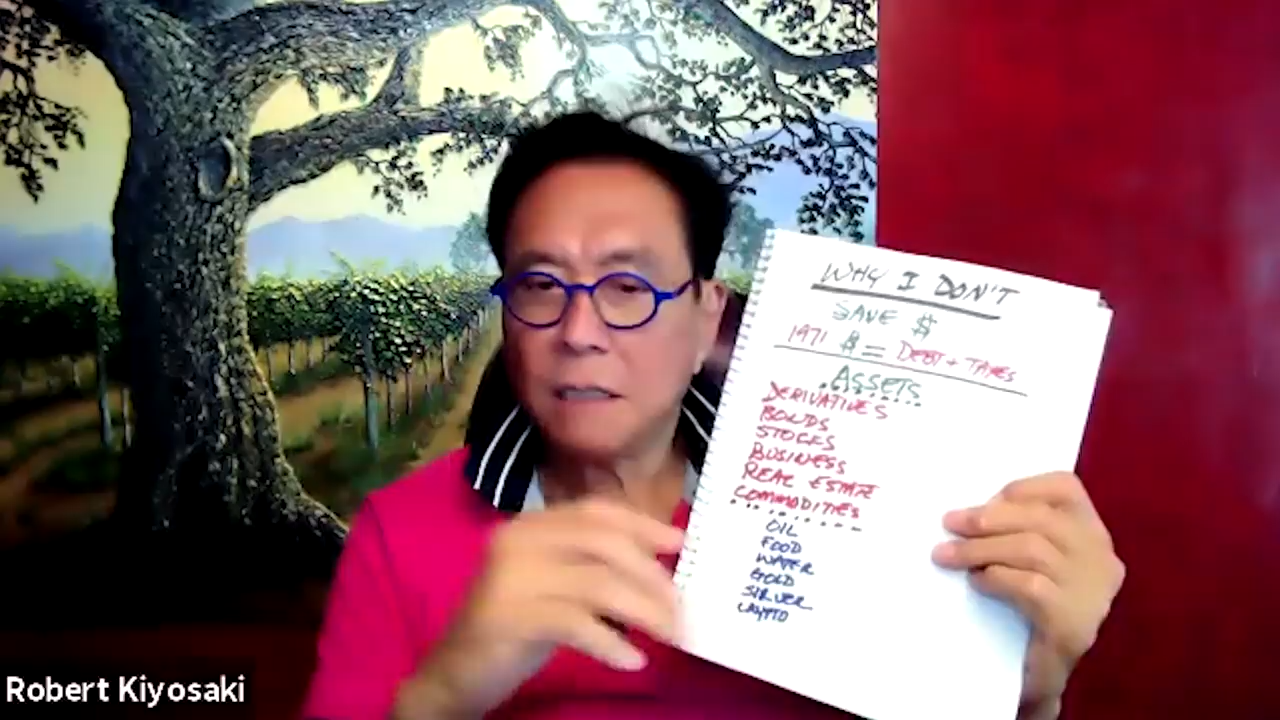 WHY I DON'T
SAVE $
1971 $ = DEBT + TAXES
ASSETS
DERIVATIVES
BONDS
STOCKS
BUSINESS
REAL ESTATE
COMMODITIES
OIL
FOOD
WATER
GOLD
SILVER
CRYPTO
Robert Kiyosaki